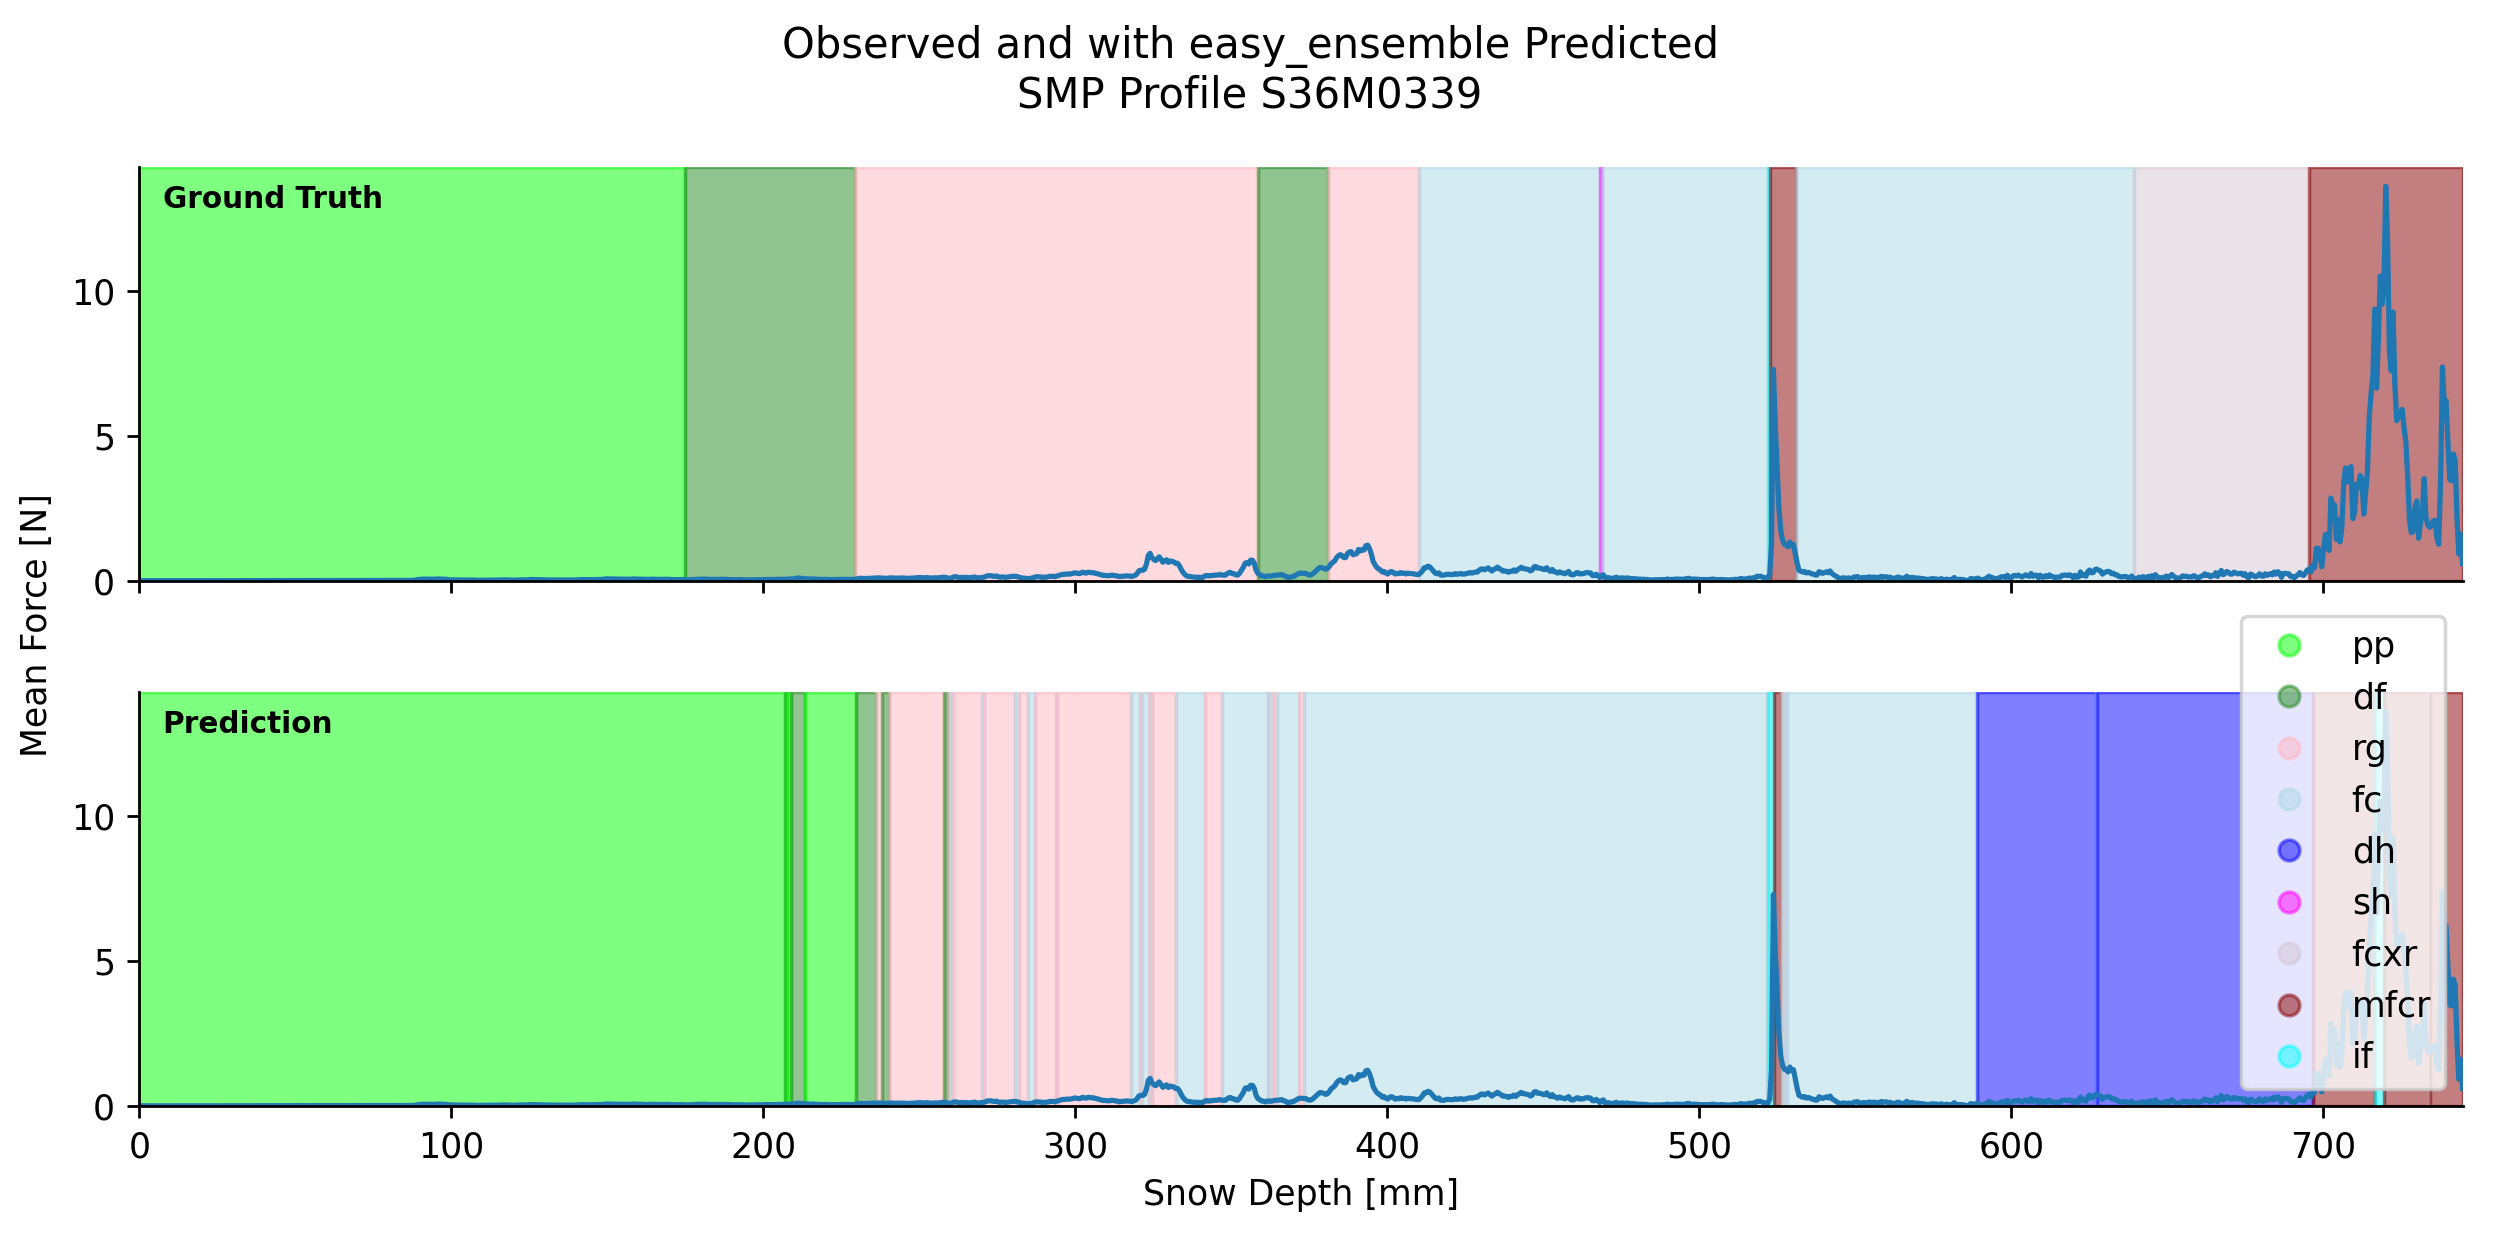 Observed and with easy_ensemble Predicted
SMP Profile S36M0339
Ground Truth
10
5
0
Mean Force [N]
Prediction
10
5
0
pp
df
rg
fc
dh
sh
fcxr
mfcr
if
0 100 200 300 400 500 600 700
Snow Depth [mm]